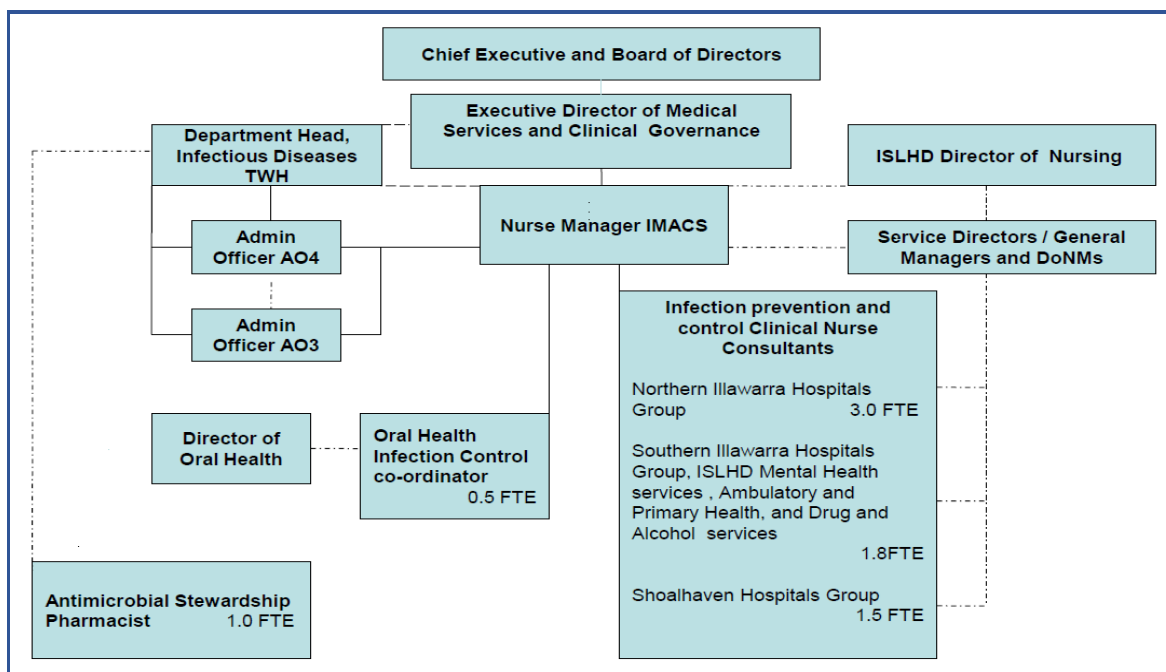 Chief Executive and Board of Directors
Executive Director of Medical
Services and Clinical Governance
Department Head,
Infectious Diseases
TWH
ISLHD Director of Nursing
Nurse Manager IMACS
Service Directors / General
Managers and DoNMs
Admin
Officer AO4
Admin
Officer AO3
Infection prevention and
control Clinical Nurse
Consultants
Northern Illawarra Hospitals
Group 3.0 FTE
Southern Illawarra Hospitals
Group, ISLHD Mental Health
services , Ambulatory and
Primary Health, and Drug and
Alcohol services
1.8FTE
Shoalhaven Hospitals Group
1.5 FTE
Director of
Oral Health
Oral Health
Infection Control
co-ordinator
0.5 FTE
Antimicrobial Stewardship
Pharmacist 1.0 FTE